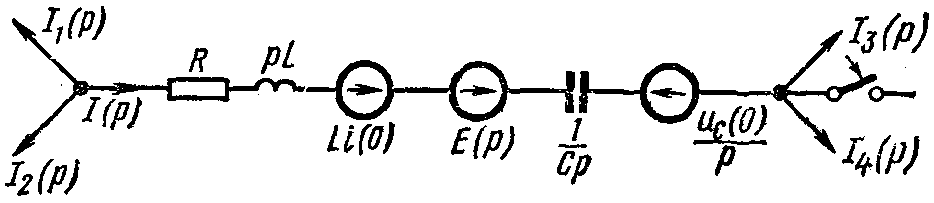 I₁(p)
R
pL
I₃(p)
I(p)
Li(0)
E(p)
1
Cp
u_c(0)
p
I₂(p)
I₄(p)